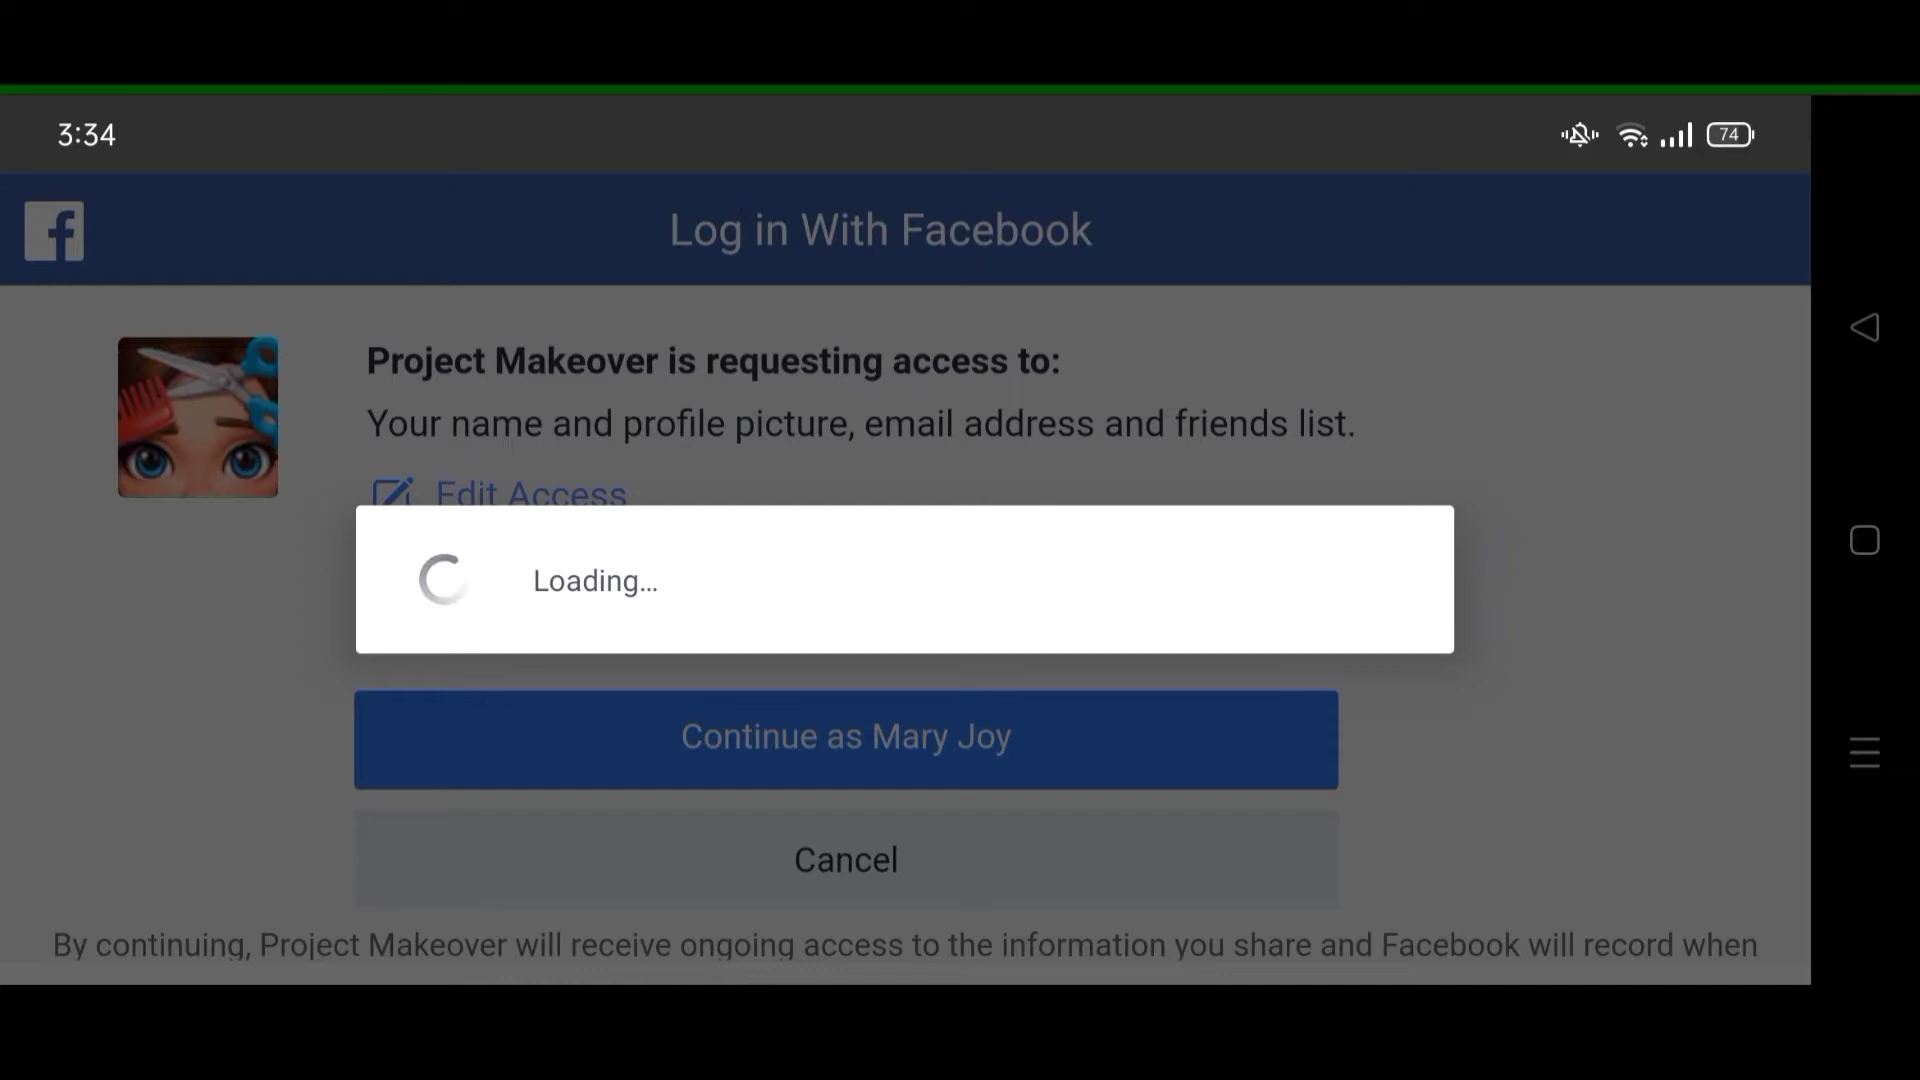 3:34
74
Log in With Facebook
Project Makeover is requesting access to:
Your name and profile picture, email address and friends list.
Edit Access
Loading...
Continue as Mary Joy
Cancel
By continuing, Project Makeover will receive ongoing access to the information you share and Facebook will record when